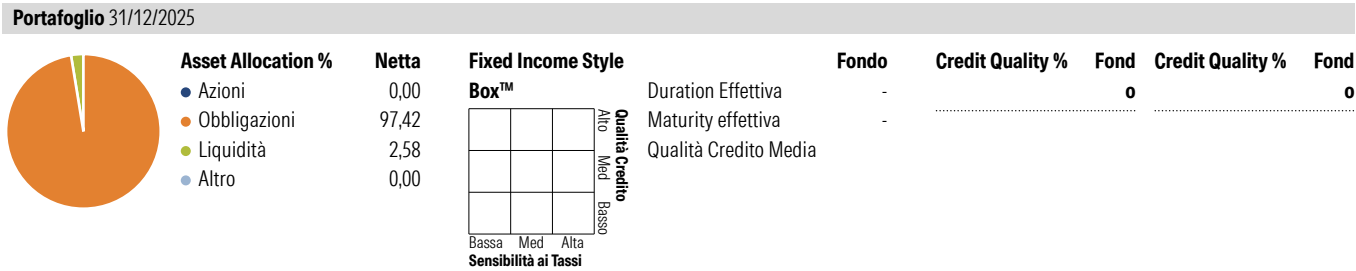 Portafoglio 31/12/2025
Asset Allocation % Netta
Azioni 0,00
Obbligazioni 97,42
Liquidità 2,58
Altro 0,00
Fixed Income Style
Box™
Alto Med Basso
Qualità Credito
Bassa Med Alta
Sensibilità ai Tassi
Fondo
Duration Effettiva -
Maturity effettiva -
Qualità Credito Media
Credit Quality % Fond
o
Credit Quality % Fond
o